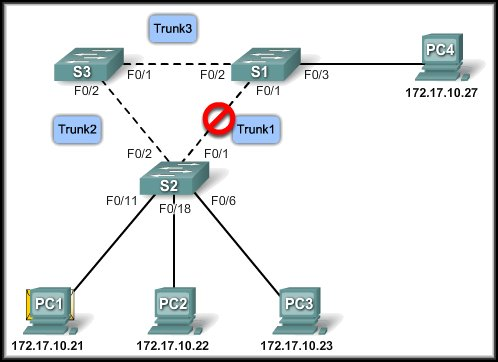 Trunk3
S3
F0/1
F0/2
S1
F0/3
PC4
F0/2
F0/1
172.17.10.27
Trunk2
Trunk1
F0/2
F0/1
S2
F0/11
F0/18
F0/6
PC1
PC2
PC3
172.17.10.21
172.17.10.22
172.17.10.23